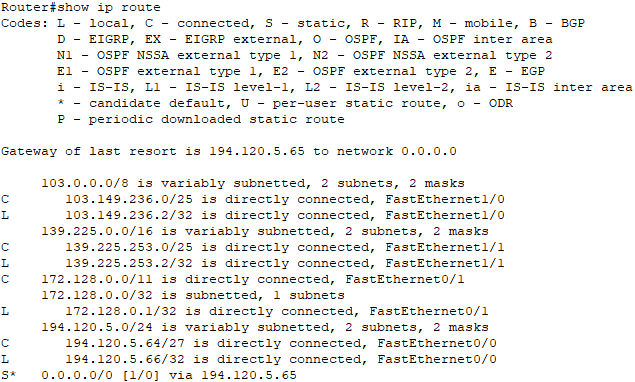 Router#show ip route
Codes: L - local, C - connected, S - static, R - RIP, M - mobile, B - BGP
       D - EIGRP, EX - EIGRP external, O - OSPF, IA - OSPF inter area
       N1 - OSPF NSSA external type 1, N2 - OSPF NSSA external type 2
       E1 - OSPF external type 1, E2 - OSPF external type 2, E - EGP
       i - IS-IS, L1 - IS-IS level-1, L2 - IS-IS level-2, ia - IS-IS inter area
       * - candidate default, U - per-user static route, o - ODR
       P - periodic downloaded static route

Gateway of last resort is 194.120.5.65 to network 0.0.0.0

     103.0.0.0/8 is variably subnetted, 2 subnets, 2 masks
C       103.149.236.0/25 is directly connected, FastEthernet1/0
L       103.149.236.2/32 is directly connected, FastEthernet1/0
     139.225.0.0/16 is variably subnetted, 2 subnets, 2 masks
C       139.225.253.0/25 is directly connected, FastEthernet1/1
L       139.225.253.2/32 is directly connected, FastEthernet1/1
C    172.128.0.0/11 is directly connected, FastEthernet0/1
     172.128.0.0/32 is subnetted, 1 subnets
L       172.128.0.1/32 is directly connected, FastEthernet0/1
     194.120.5.0/24 is variably subnetted, 2 subnets, 2 masks
C       194.120.5.64/27 is directly connected, FastEthernet0/0
L       194.120.5.66/32 is directly connected, FastEthernet0/0
S*   0.0.0.0/0 [1/0] via 194.120.5.65